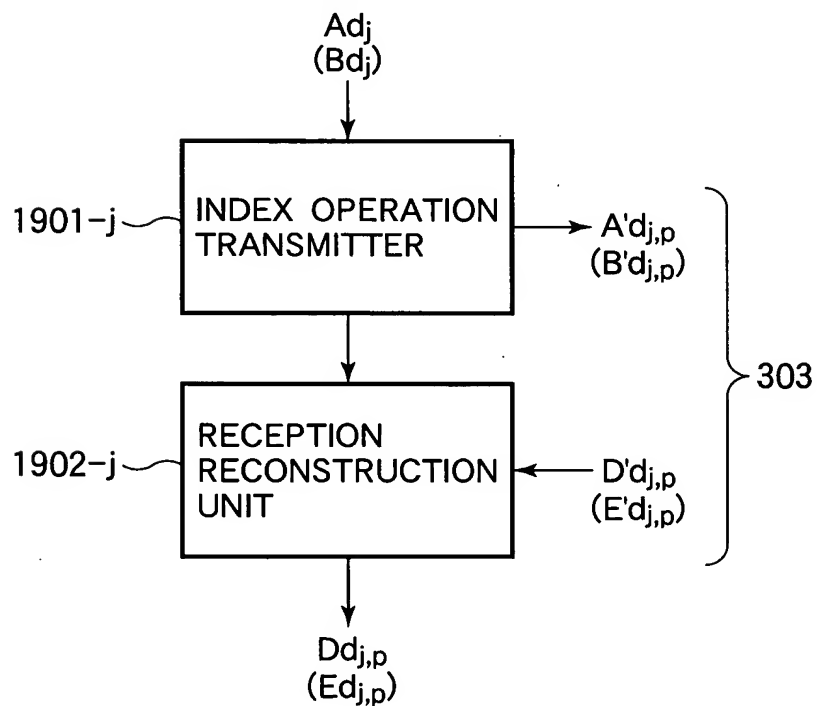 Adj
(Bdj)
1901-j
INDEX OPERATION
TRANSMITTER
A'dj,p
(B'dj,p)
303
1902-j
RECEPTION
RECONSTRUCTION
UNIT
D'dj,p
(E'dj,p)
Ddj,p
(Edj,p)